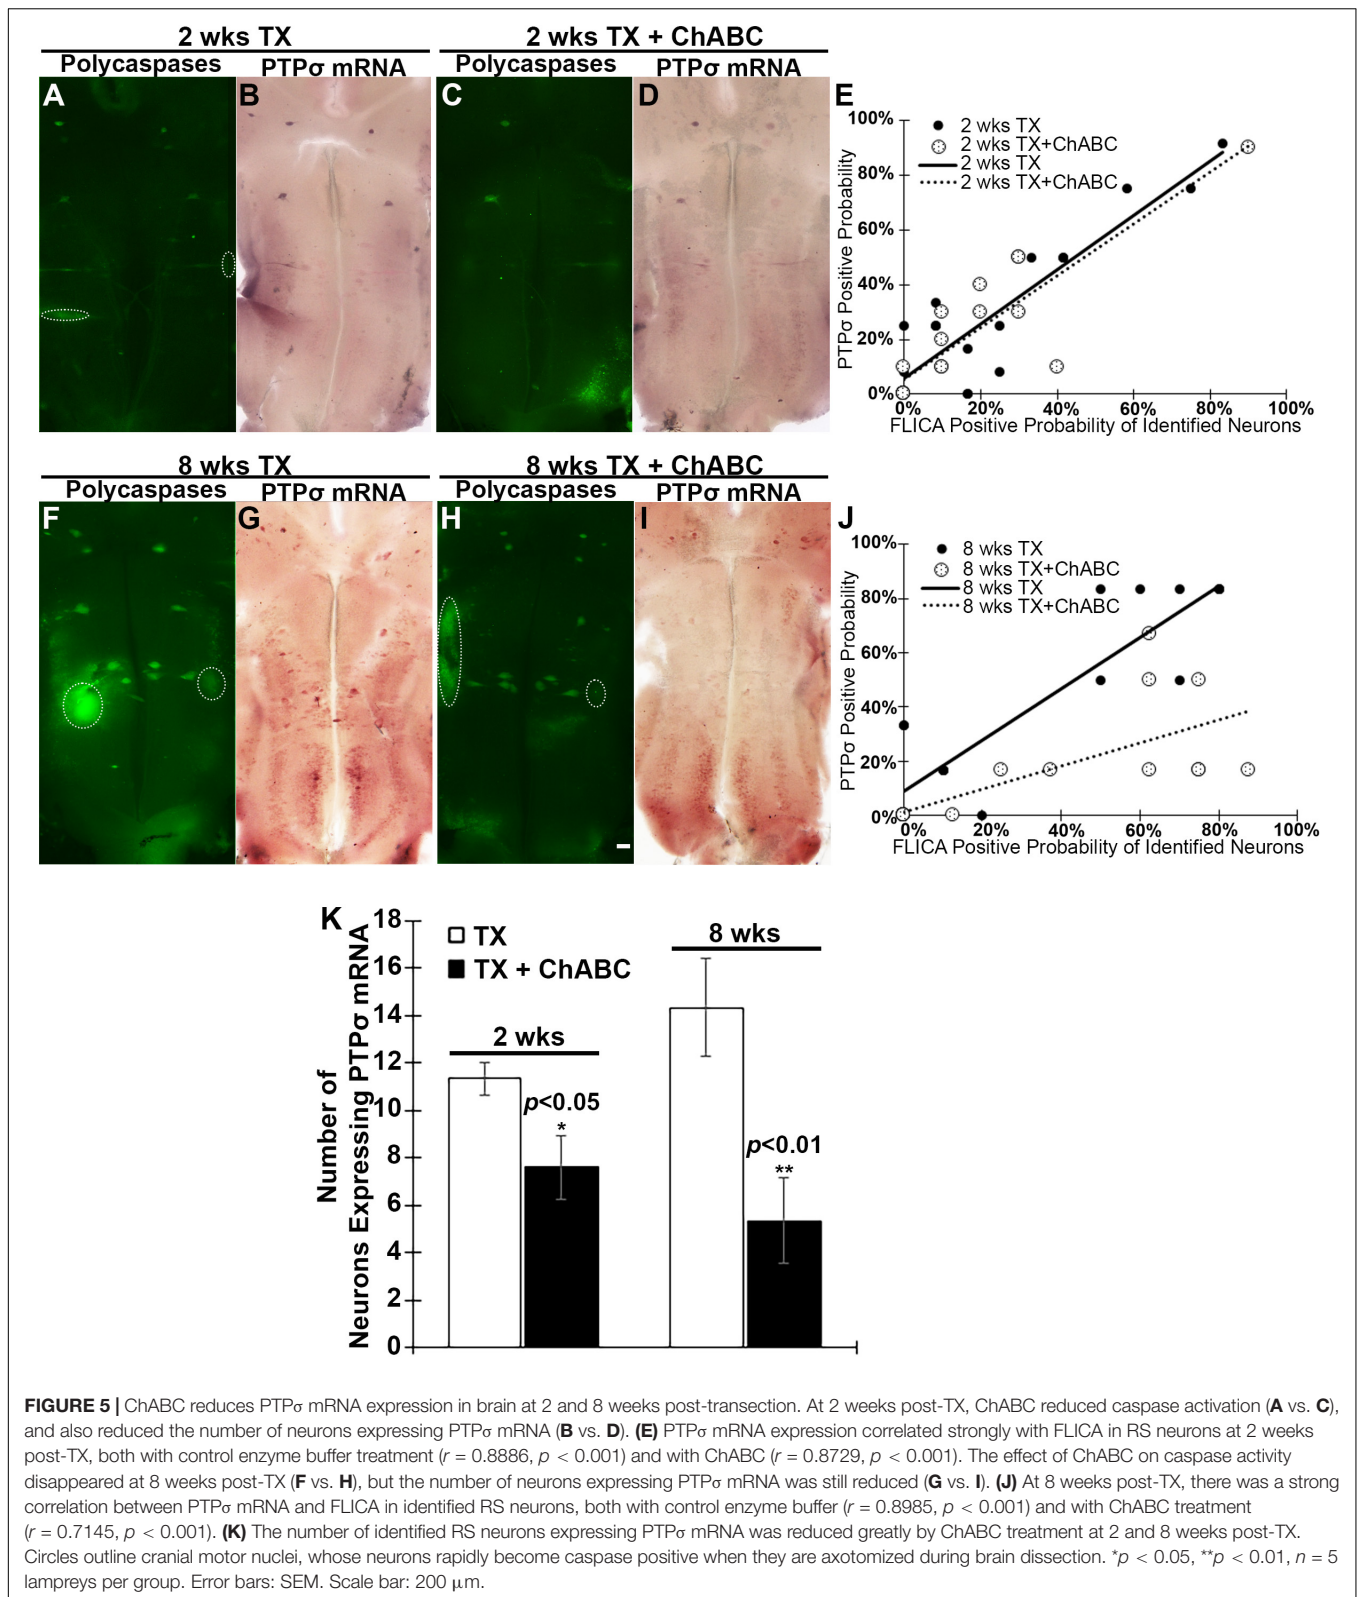 2 wks TX
2 wks TX + ChABC
Polycaspases
PTPσ mRNA
Polycaspases
PTPσ mRNA
A
B
C
D
E
100%
80%
60%
40%
20%
0%
PTPσ Positive Probability
2 wks TX
2 wks TX+ChABC
2 wks TX
2 wks TX+ChABC
0%
20%
40%
60%
80%
100%
FLICA Positive Probability of Identified Neurons
8 wks TX
8 wks TX + ChABC
Polycaspases
PTPσ mRNA
Polycaspases
PTPσ mRNA
F
G
H
I
J
100%
80%
60%
40%
20%
0%
PTPσ Positive Probability
8 wks TX
8 wks TX+ChABC
8 wks TX
8 wks TX+ChABC
0%
20%
40%
60%
80%
100%
FLICA Positive Probability of Identified Neurons
K
18
16
14
12
10
8
6
4
2
0
Number of
Neurons Expressing PTPσ mRNA
TX
TX + ChABC
2 wks
p<0.05
*
8 wks
p<0.01
**
FIGURE 5 | ChABC reduces PTPσ mRNA expression in brain at 2 and 8 weeks post-transection. At 2 weeks post-TX, ChABC reduced caspase activation (A vs. C),
and also reduced the number of neurons expressing PTPσ mRNA (B vs. D). (E) PTPσ mRNA expression correlated strongly with FLICA in RS neurons at 2 weeks
post-TX, both with control enzyme buffer treatment (r = 0.8886, p < 0.001) and with ChABC (r = 0.8729, p < 0.001). The effect of ChABC on caspase activity
disappeared at 8 weeks post-TX (F vs. H), but the number of neurons expressing PTPσ mRNA was still reduced (G vs. I). (J) At 8 weeks post-TX, there was a strong
correlation between PTPσ mRNA and FLICA in identified RS neurons, both with control enzyme buffer (r = 0.8985, p < 0.001) and with ChABC treatment
(r = 0.7145, p < 0.001). (K) The number of identified RS neurons expressing PTPσ mRNA was reduced greatly by ChABC treatment at 2 and 8 weeks post-TX.
Circles outline cranial motor nuclei, whose neurons rapidly become caspase positive when they are axotomized during brain dissection. *p < 0.05, **p < 0.01, n = 5
lampreys per group. Error bars: SEM. Scale bar: 200 μm.